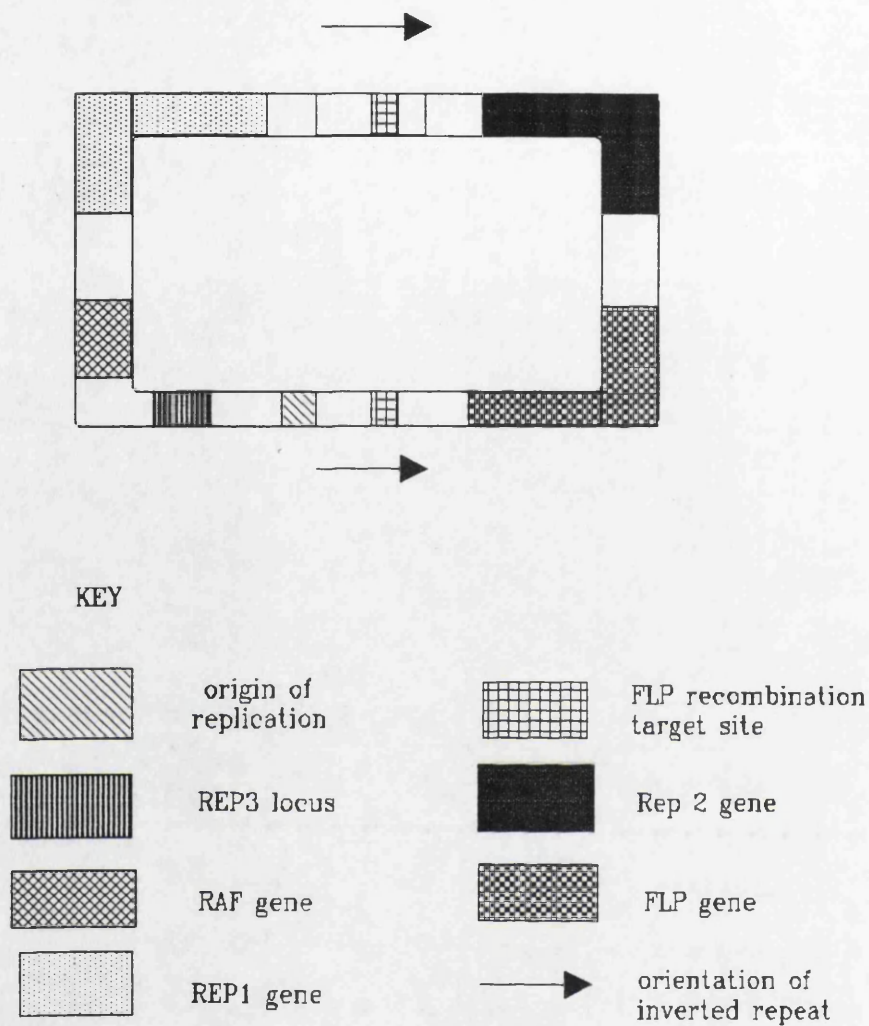 KEY
origin of
replication
REP3 locus
RAF gene
REP1 gene
FLP recombination
target site
Rep 2 gene
FLP gene
orientation of
inverted repeat